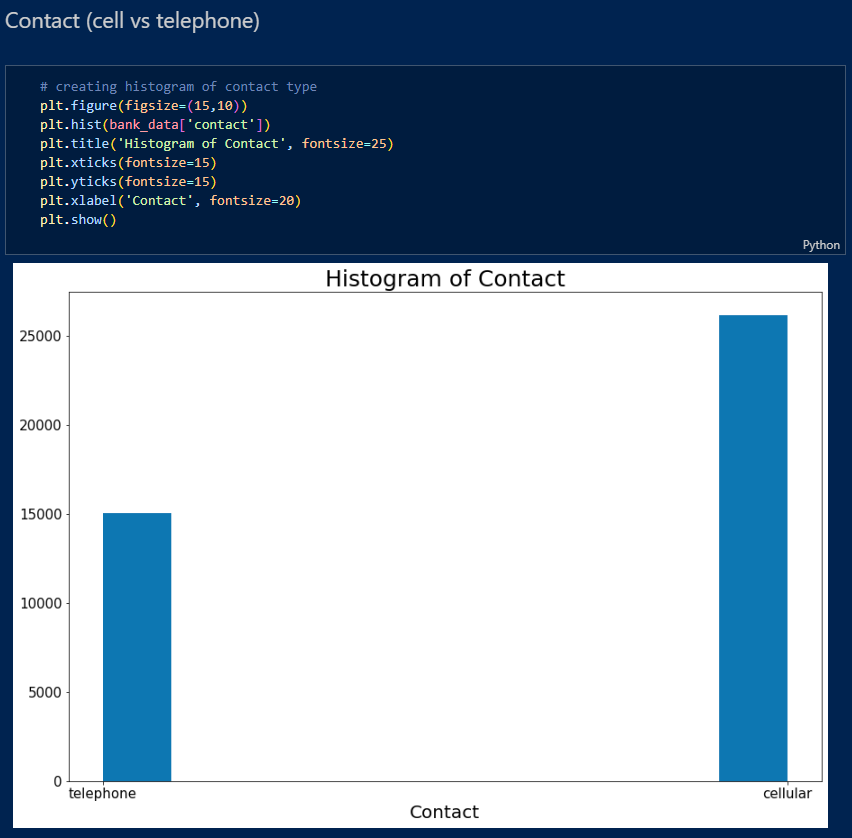 Contact (cell vs telephone)
# creating histogram of contact type
plt.figure(figsize=(15,10))
plt.hist(bank_data['contact'])
plt.title('Histogram of Contact', fontsize=25)
plt.xticks(fontsize=15)
plt.yticks(fontsize=15)
plt.xlabel('Contact', fontsize=20)
plt.show()
Python
Histogram of Contact
25000
20000
15000
10000
5000
0
telephone cellular
Contact